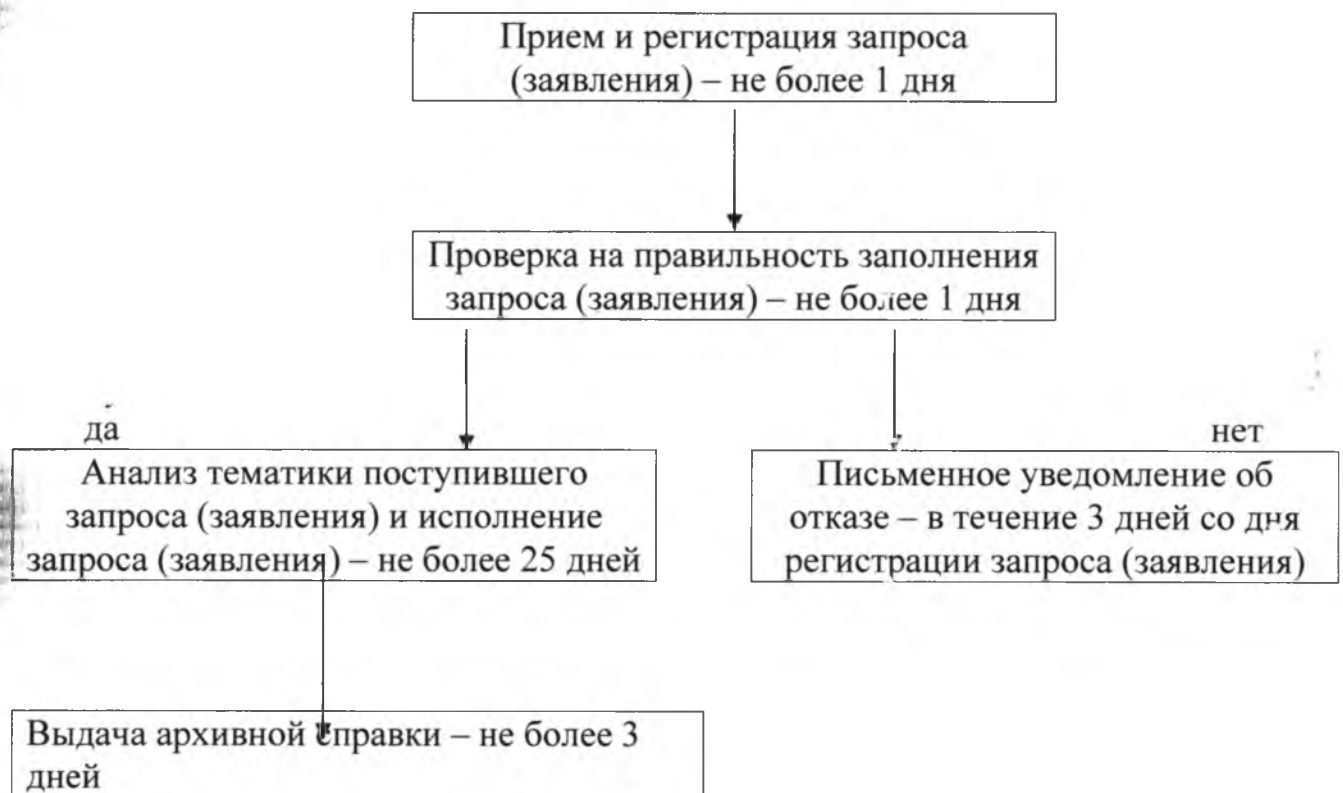 Прием и регистрация запроса
(заявления) – не более 1 дня
Проверка на правильность заполнения
запроса (заявления) – не более 1 дня
да
Анализ тематики поступившего
запроса (заявления) и исполнение
запроса (заявления) – не более 25 дней
нет
Письменное уведомление об
отказе – в течение 3 дней со дня
регистрации запроса (заявления)
Выдача архивной справки – не более 3
дней